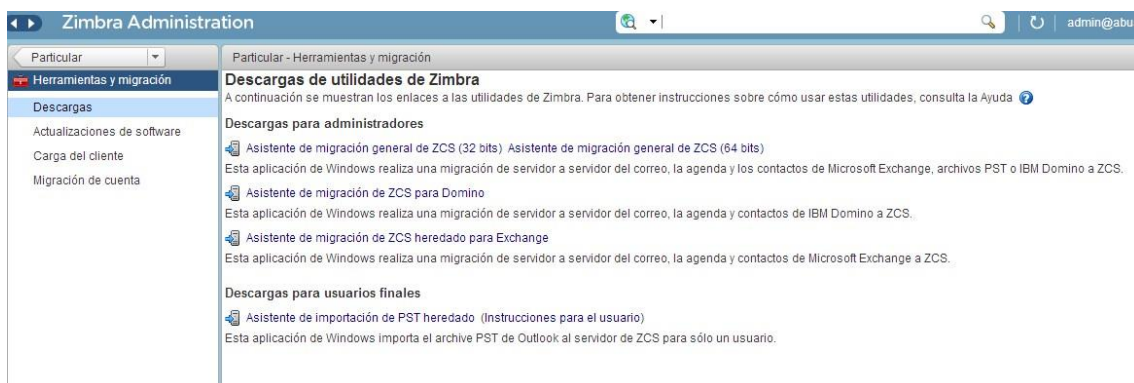 Zimbra Administration
admin@abu
Particular
Particular - Herramientas y migración
Herramientas y migración
Descargas
Actualizaciones de software
Carga del cliente
Migración de cuenta
Descargas de utilidades de Zimbra
A continuación se muestran los enlaces a las utilidades de Zimbra. Para obtener instrucciones sobre cómo usar estas utilidades, consulta la Ayuda
Descargas para administradores
Asistente de migración general de ZCS (32 bits) Asistente de migración general de ZCS (64 bits)
Esta aplicación de Windows realiza una migración de servidor a servidor del correo, la agenda y los contactos de Microsoft Exchange, archivos PST o IBM Domino a ZCS.
Asistente de migración de ZCS para Domino
Esta aplicación de Windows realiza una migración de servidor a servidor del correo, la agenda y contactos de IBM Domino a ZCS.
Asistente de migración de ZCS heredado para Exchange
Esta aplicación de Windows realiza una migración de servidor a servidor del correo, la agenda y contactos de Microsoft Exchange a ZCS.
Descargas para usuarios finales
Asistente de importación de PST heredado (Instrucciones para el usuario)
Esta aplicación de Windows importa el archive PST de Outlook al servidor de ZCS para sólo un usuario.